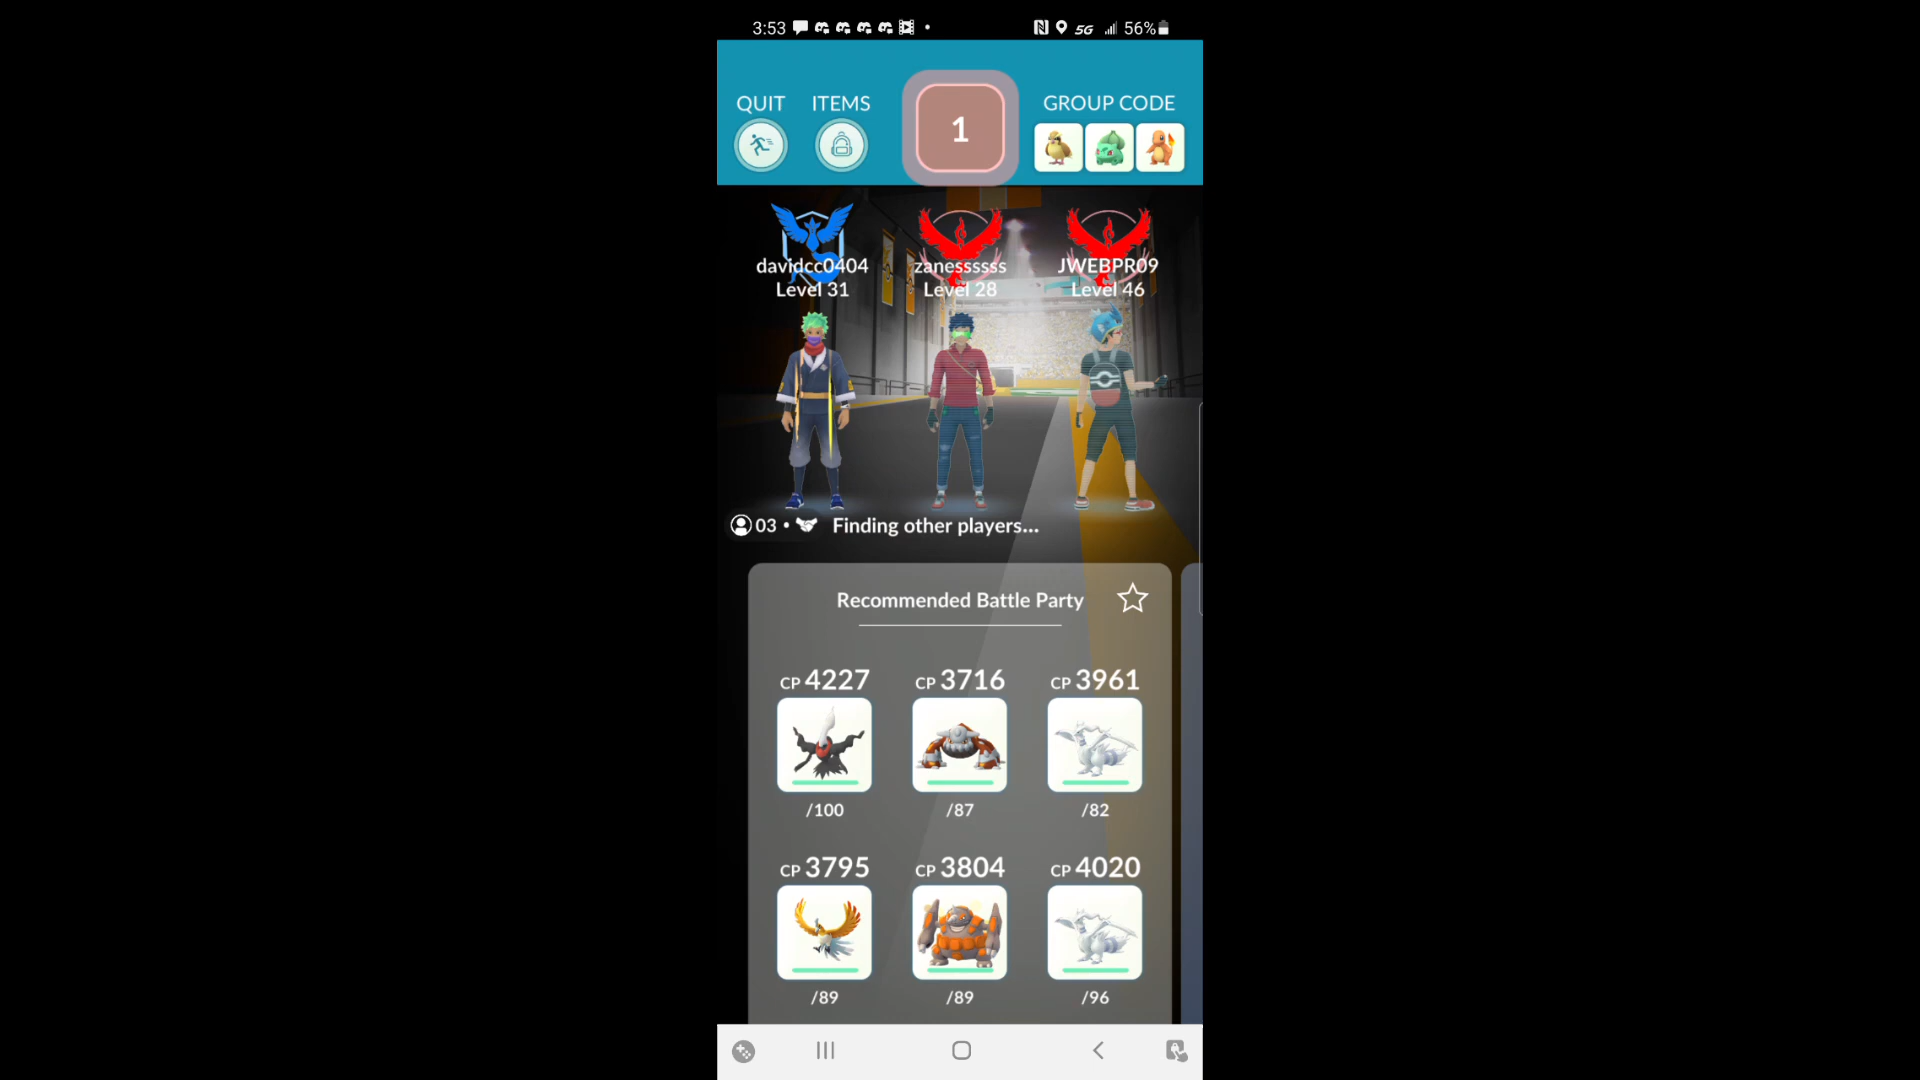 3:53
5G 56%
QUIT ITEMS 1 GROUP CODE
davidcc0404 zanessssss JWEBPR09
Level 31 Level 28 Level 46
03 • Finding other players...
Recommended Battle Party
CP 4227 CP 3716 CP 3961
/100 /87 /82
CP 3795 CP 3804 CP 4020
/89 /89 /96